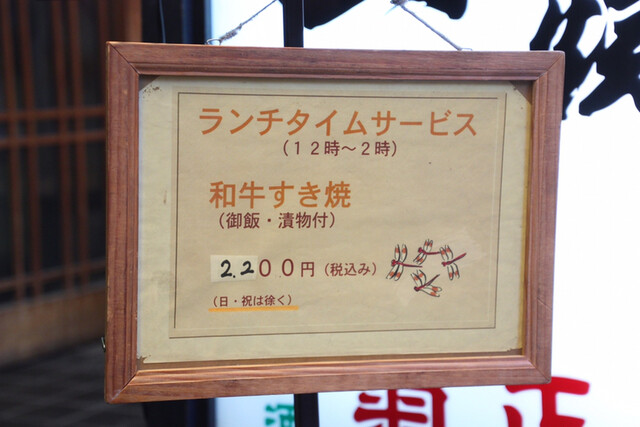 ランチタイムサービス
（１２時～２時）
和牛すき焼
（御飯・漬物付）
2.200円（税込み）
（日・祝は徐く）